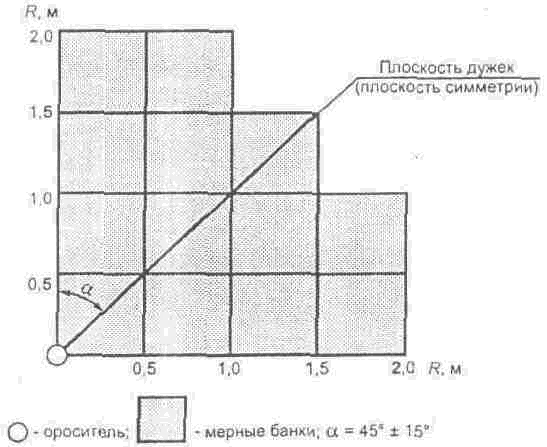 R, м
2,0
1,5
1,0
0,5
α
Плоскость дужек
(плоскость симметрии)
0,5 1,0 1,5 2,0 R, м
- ороситель; - мерные банки; α = 45° ± 15°